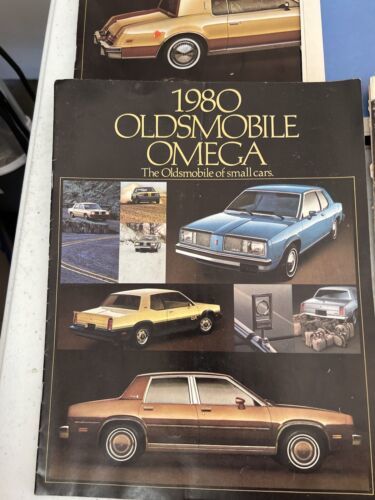 1980
OLDSMOBILE
OMEGA
The Oldsmobile of small cars.